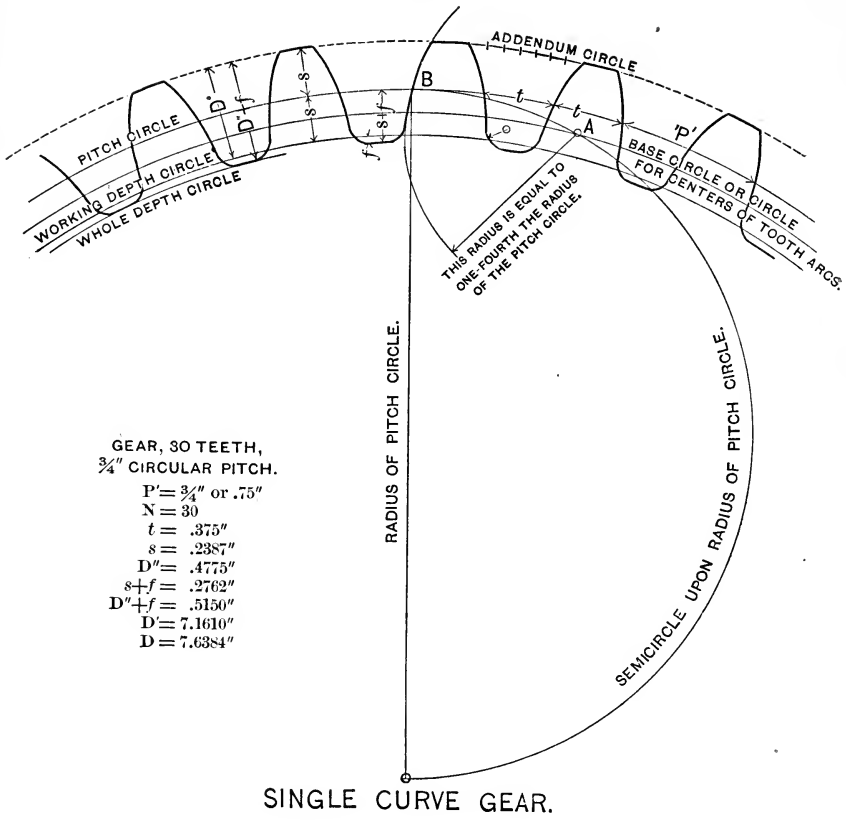 ADDENDUM CIRCLE
B
s
D"
D"+f
s
s+f
f
t
t
A
P'
PITCH CIRCLE
WORKING DEPTH CIRCLE
WHOLE DEPTH CIRCLE
BASE CIRCLE OR CIRCLE
FOR CENTERS OF TOOTH ARCS.
THIS RADIUS IS EQUAL TO
ONE-FOURTH THE RADIUS
OF THE PITCH CIRCLE.
RADIUS OF PITCH CIRCLE.
SEMICIRCLE UPON RADIUS OF PITCH CIRCLE.
GEAR, 30 TEETH,
¾" CIRCULAR PITCH.
P'= ¾" or .75"
N = 30
t = .375"
s = .2387"
D" = .4775"
s+f = .2762"
D"+f = .5150"
D' = 7.1610"
D = 7.6384"
SINGLE CURVE GEAR.